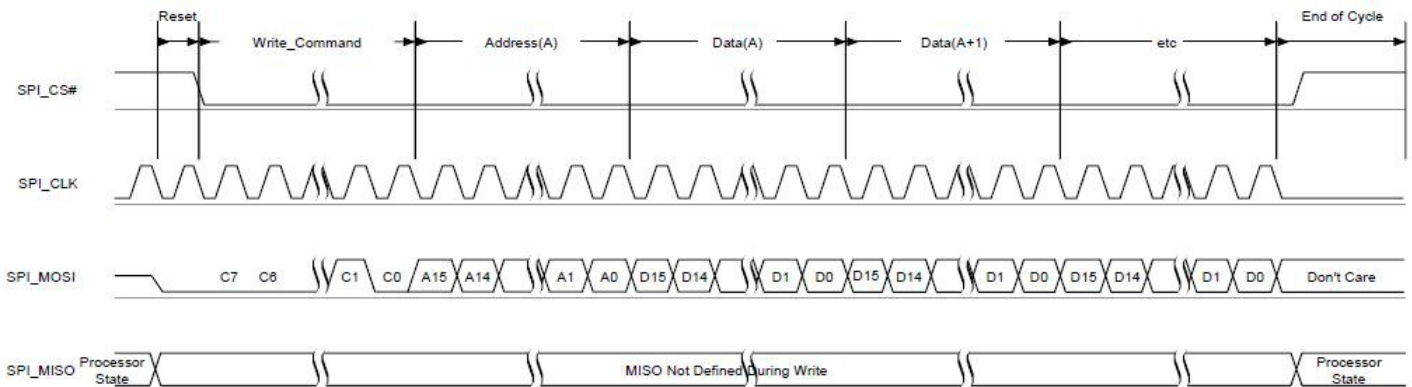 Reset
Write_Command
Address(A)
Data(A)
Data(A+1)
etc
End of Cycle
SPI_CS#
SPI_CLK
SPI_MOSI
C7 C6 C1 C0 A15 A14 A1 A0 D15 D14 D1 D0 D15 D14 D1 D0 D15 D14 D1 D0 Don't Care
SPI_MISO
Processor
State
MISO Not Defined During Write
Processor
State